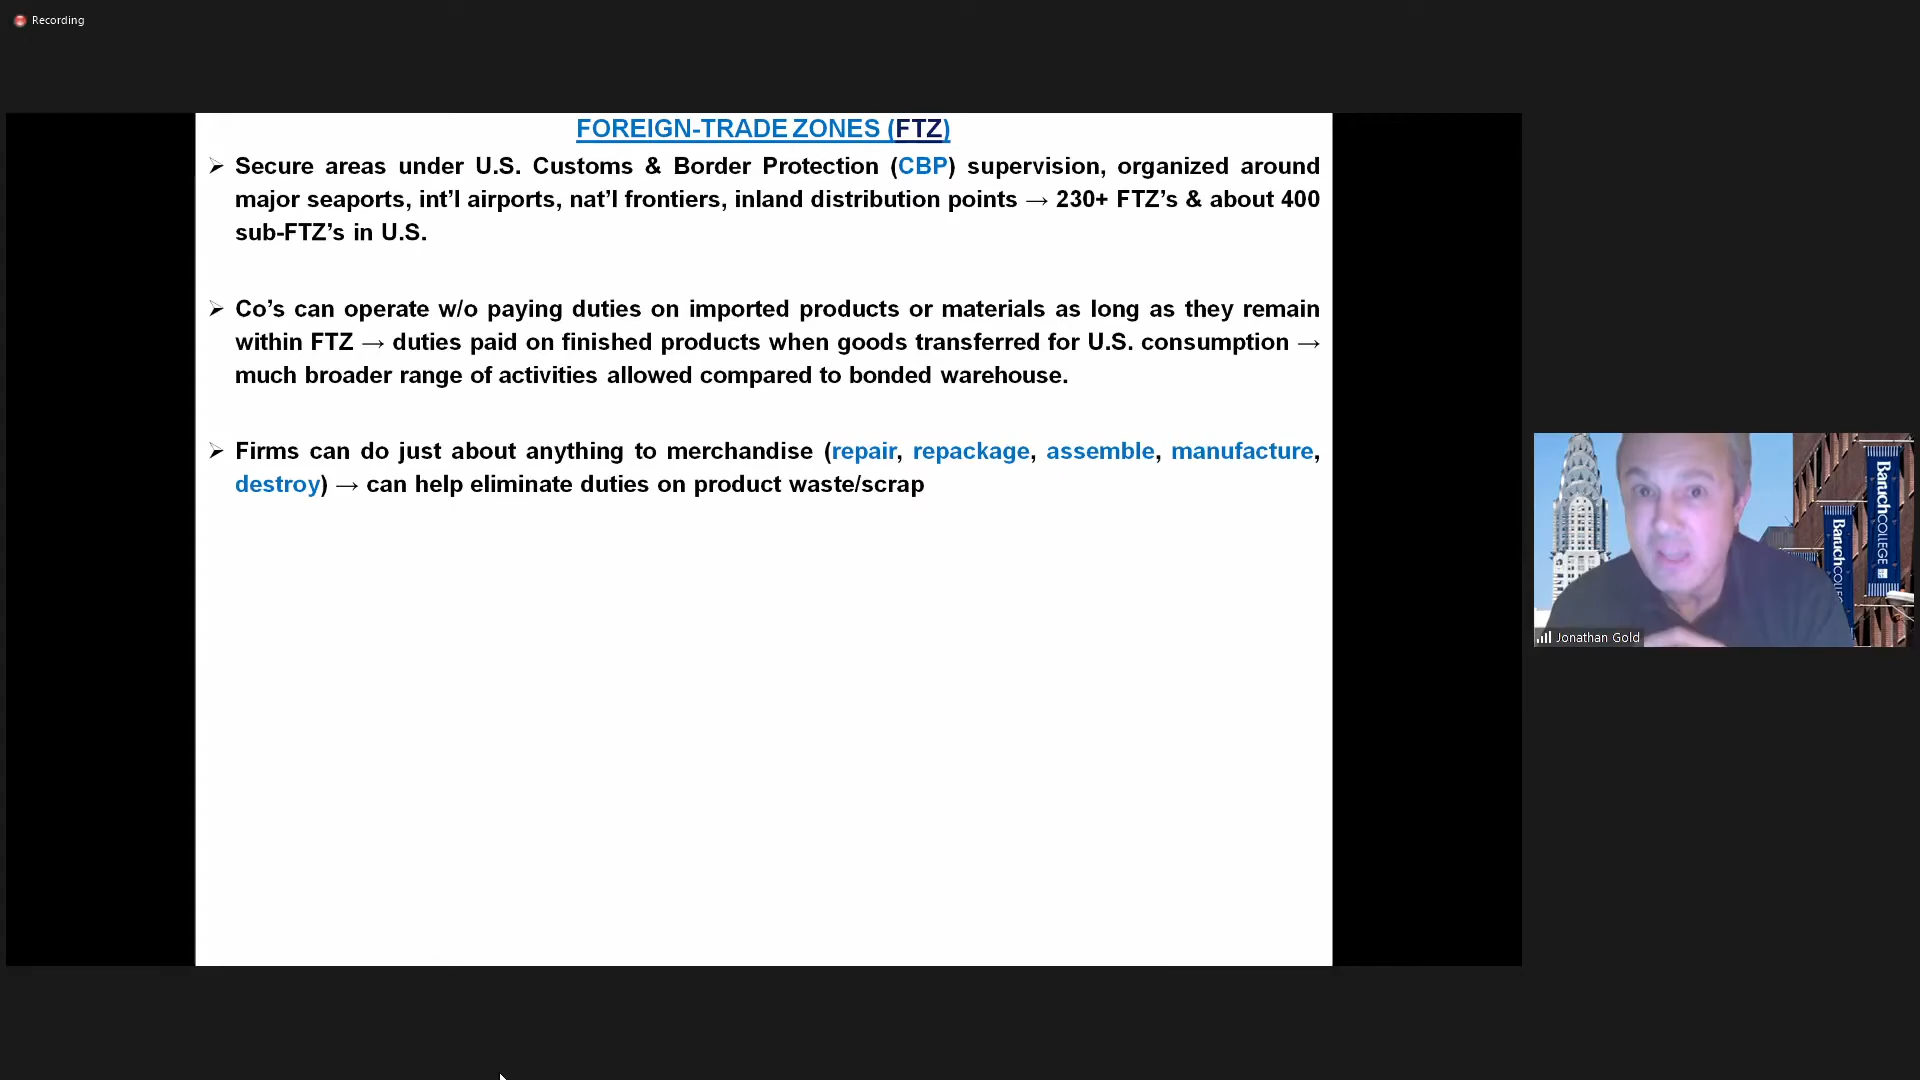 Recording
FOREIGN-TRADE ZONES (FTZ)
➢ Secure areas under U.S. Customs & Border Protection (CBP) supervision, organized around
major seaports, int’l airports, nat’l frontiers, inland distribution points → 230+ FTZ’s & about 400
sub-FTZ’s in U.S.
➢ Co’s can operate w/o paying duties on imported products or materials as long as they remain
within FTZ → duties paid on finished products when goods transferred for U.S. consumption →
much broader range of activities allowed compared to bonded warehouse.
➢ Firms can do just about anything to merchandise (repair, repackage, assemble, manufacture,
destroy) → can help eliminate duties on product waste/scrap
Baruch COLLEGE
Baruch COLLE
Jonathan Gold